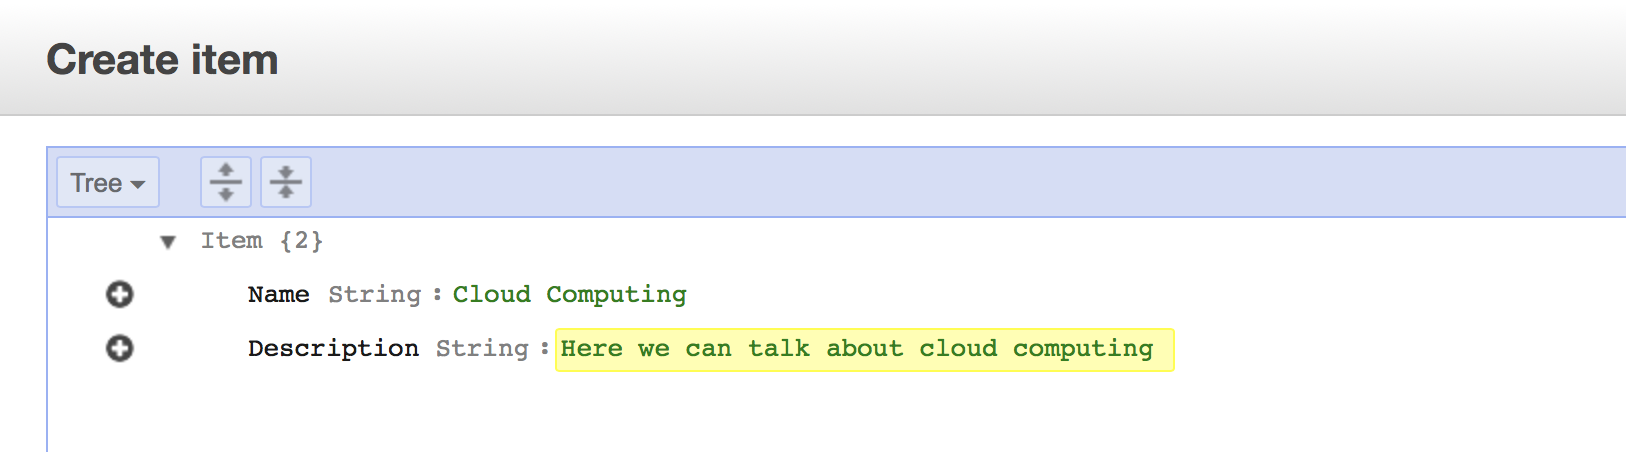 Create item
Tree
Item {2}
Name String : Cloud Computing
Description String : Here we can talk about cloud computing